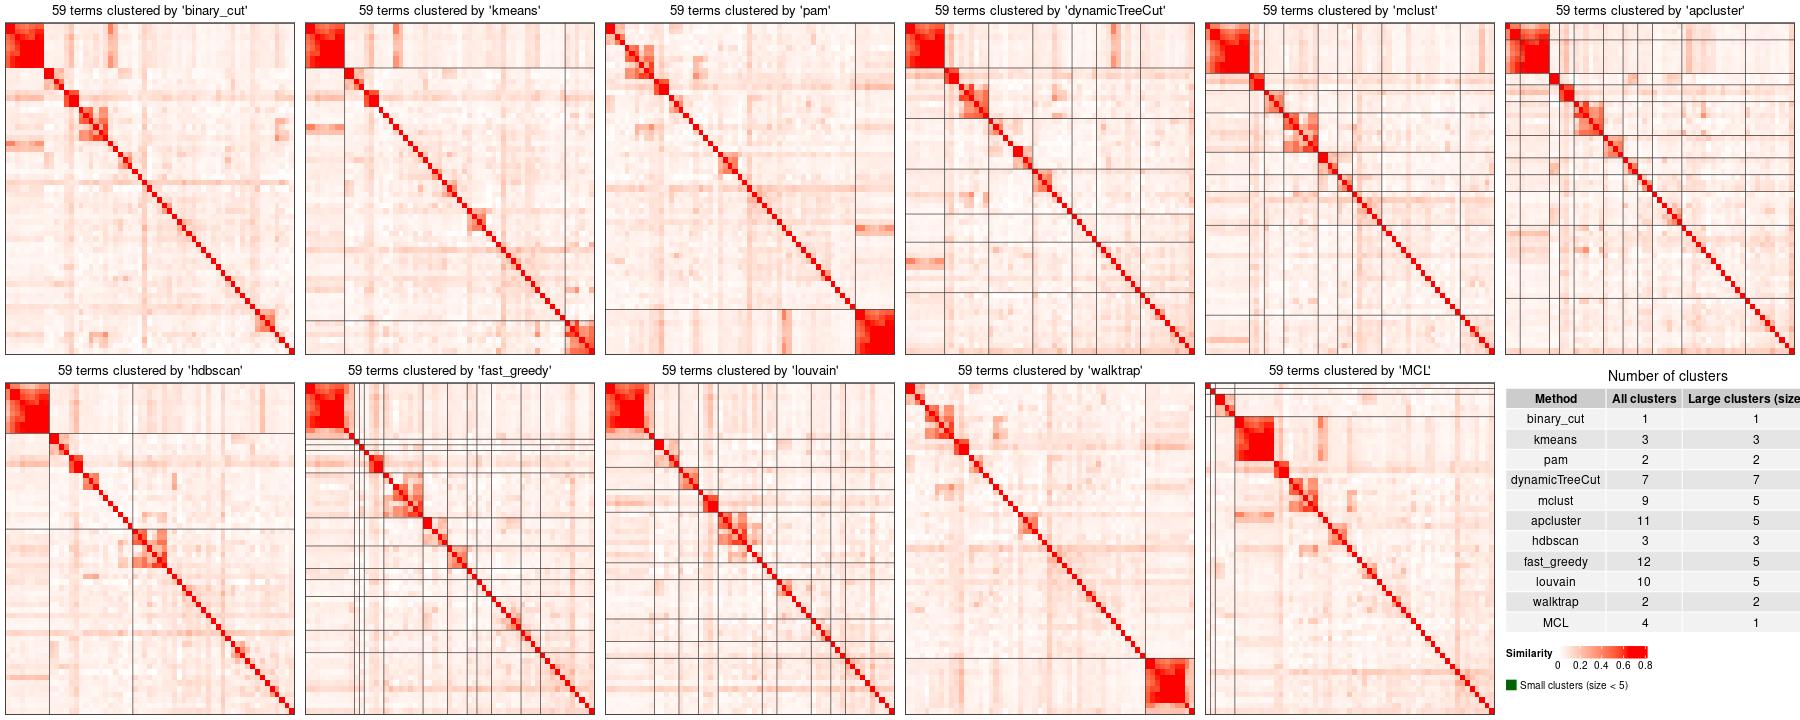 59 terms clustered by 'binary_cut'
59 terms clustered by 'kmeans'
59 terms clustered by 'pam'
59 terms clustered by 'dynamicTreeCut'
59 terms clustered by 'mclust'
59 terms clustered by 'apcluster'
59 terms clustered by 'hdbscan'
59 terms clustered by 'fast_greedy'
59 terms clustered by 'louvain'
59 terms clustered by 'walktrap'
59 terms clustered by 'MCL'
Number of clusters
Method All clusters Large clusters (size
binary_cut 1 1
kmeans 3 3
pam 2 2
dynamicTreeCut 7 7
mclust 9 5
apcluster 11 5
hdbscan 3 3
fast_greedy 12 5
louvain 10 5
walktrap 2 2
MCL 4 1
Similarity
0 0.2 0.4 0.6 0.8
Small clusters (size < 5)